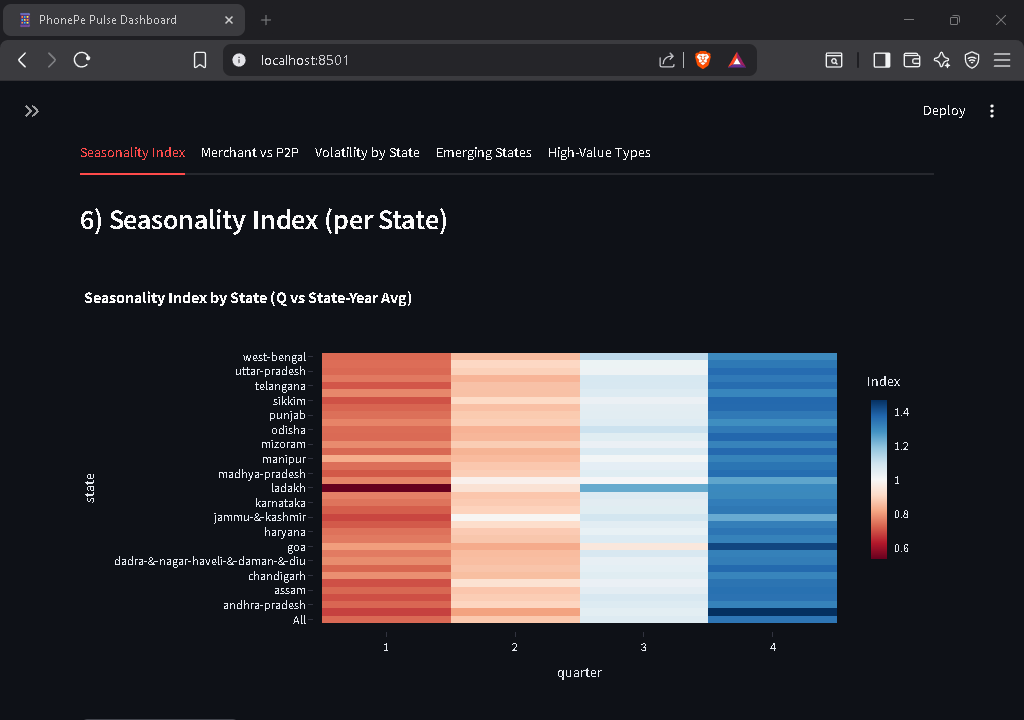 PhonePe Pulse Dashboard
localhost:8501
Deploy
Seasonality Index Merchant vs P2P Volatility by State Emerging States High-Value Types
6) Seasonality Index (per State)
Seasonality Index by State (Q vs State-Year Avg)
west-bengal
uttar-pradesh
telangana
sikkim
punjab
odisha
mizoram
manipur
madhya-pradesh
ladakh
karnataka
jammu-&-kashmir
haryana
goa
dadra-&-nagar-haveli-&-daman-&-diu
chandigarh
assam
andhra-pradesh
All
state
1 2 3 4
quarter
Index
1.4
1.2
1
0.8
0.6